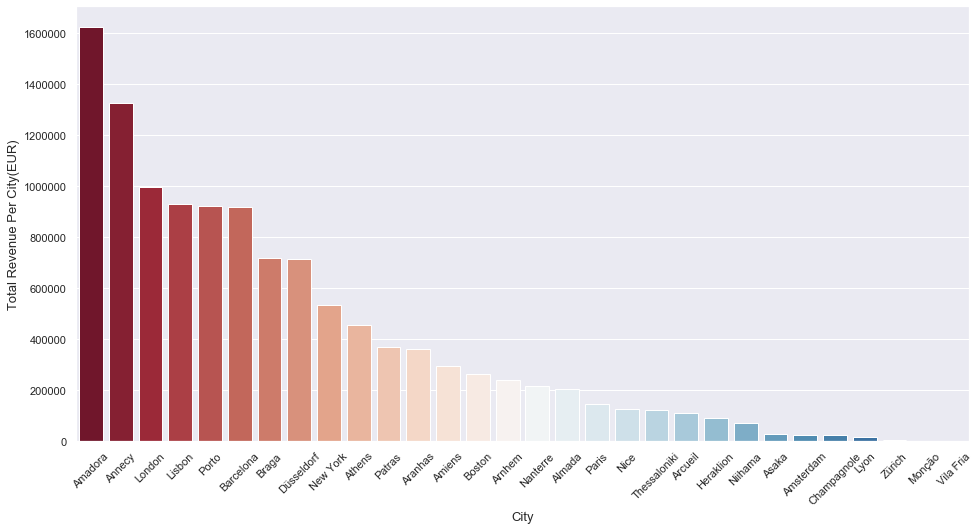 Total Revenue Per City(EUR)
1600000
1400000
1200000
1000000
800000
600000
400000
200000
0
Amadora
Annecy
London
Lisbon
Porto
Barcelona
Braga
Düsseldorf
New York
Athens
Patras
Aranhas
Amiens
Boston
Arnhem
Nanterre
Almada
Paris
Nice
Thessaloniki
Arcueil
Heraklion
Niihama
Asaka
Amsterdam
Champagnole
Lyon
Zürich
Monção
Vila Fria
City